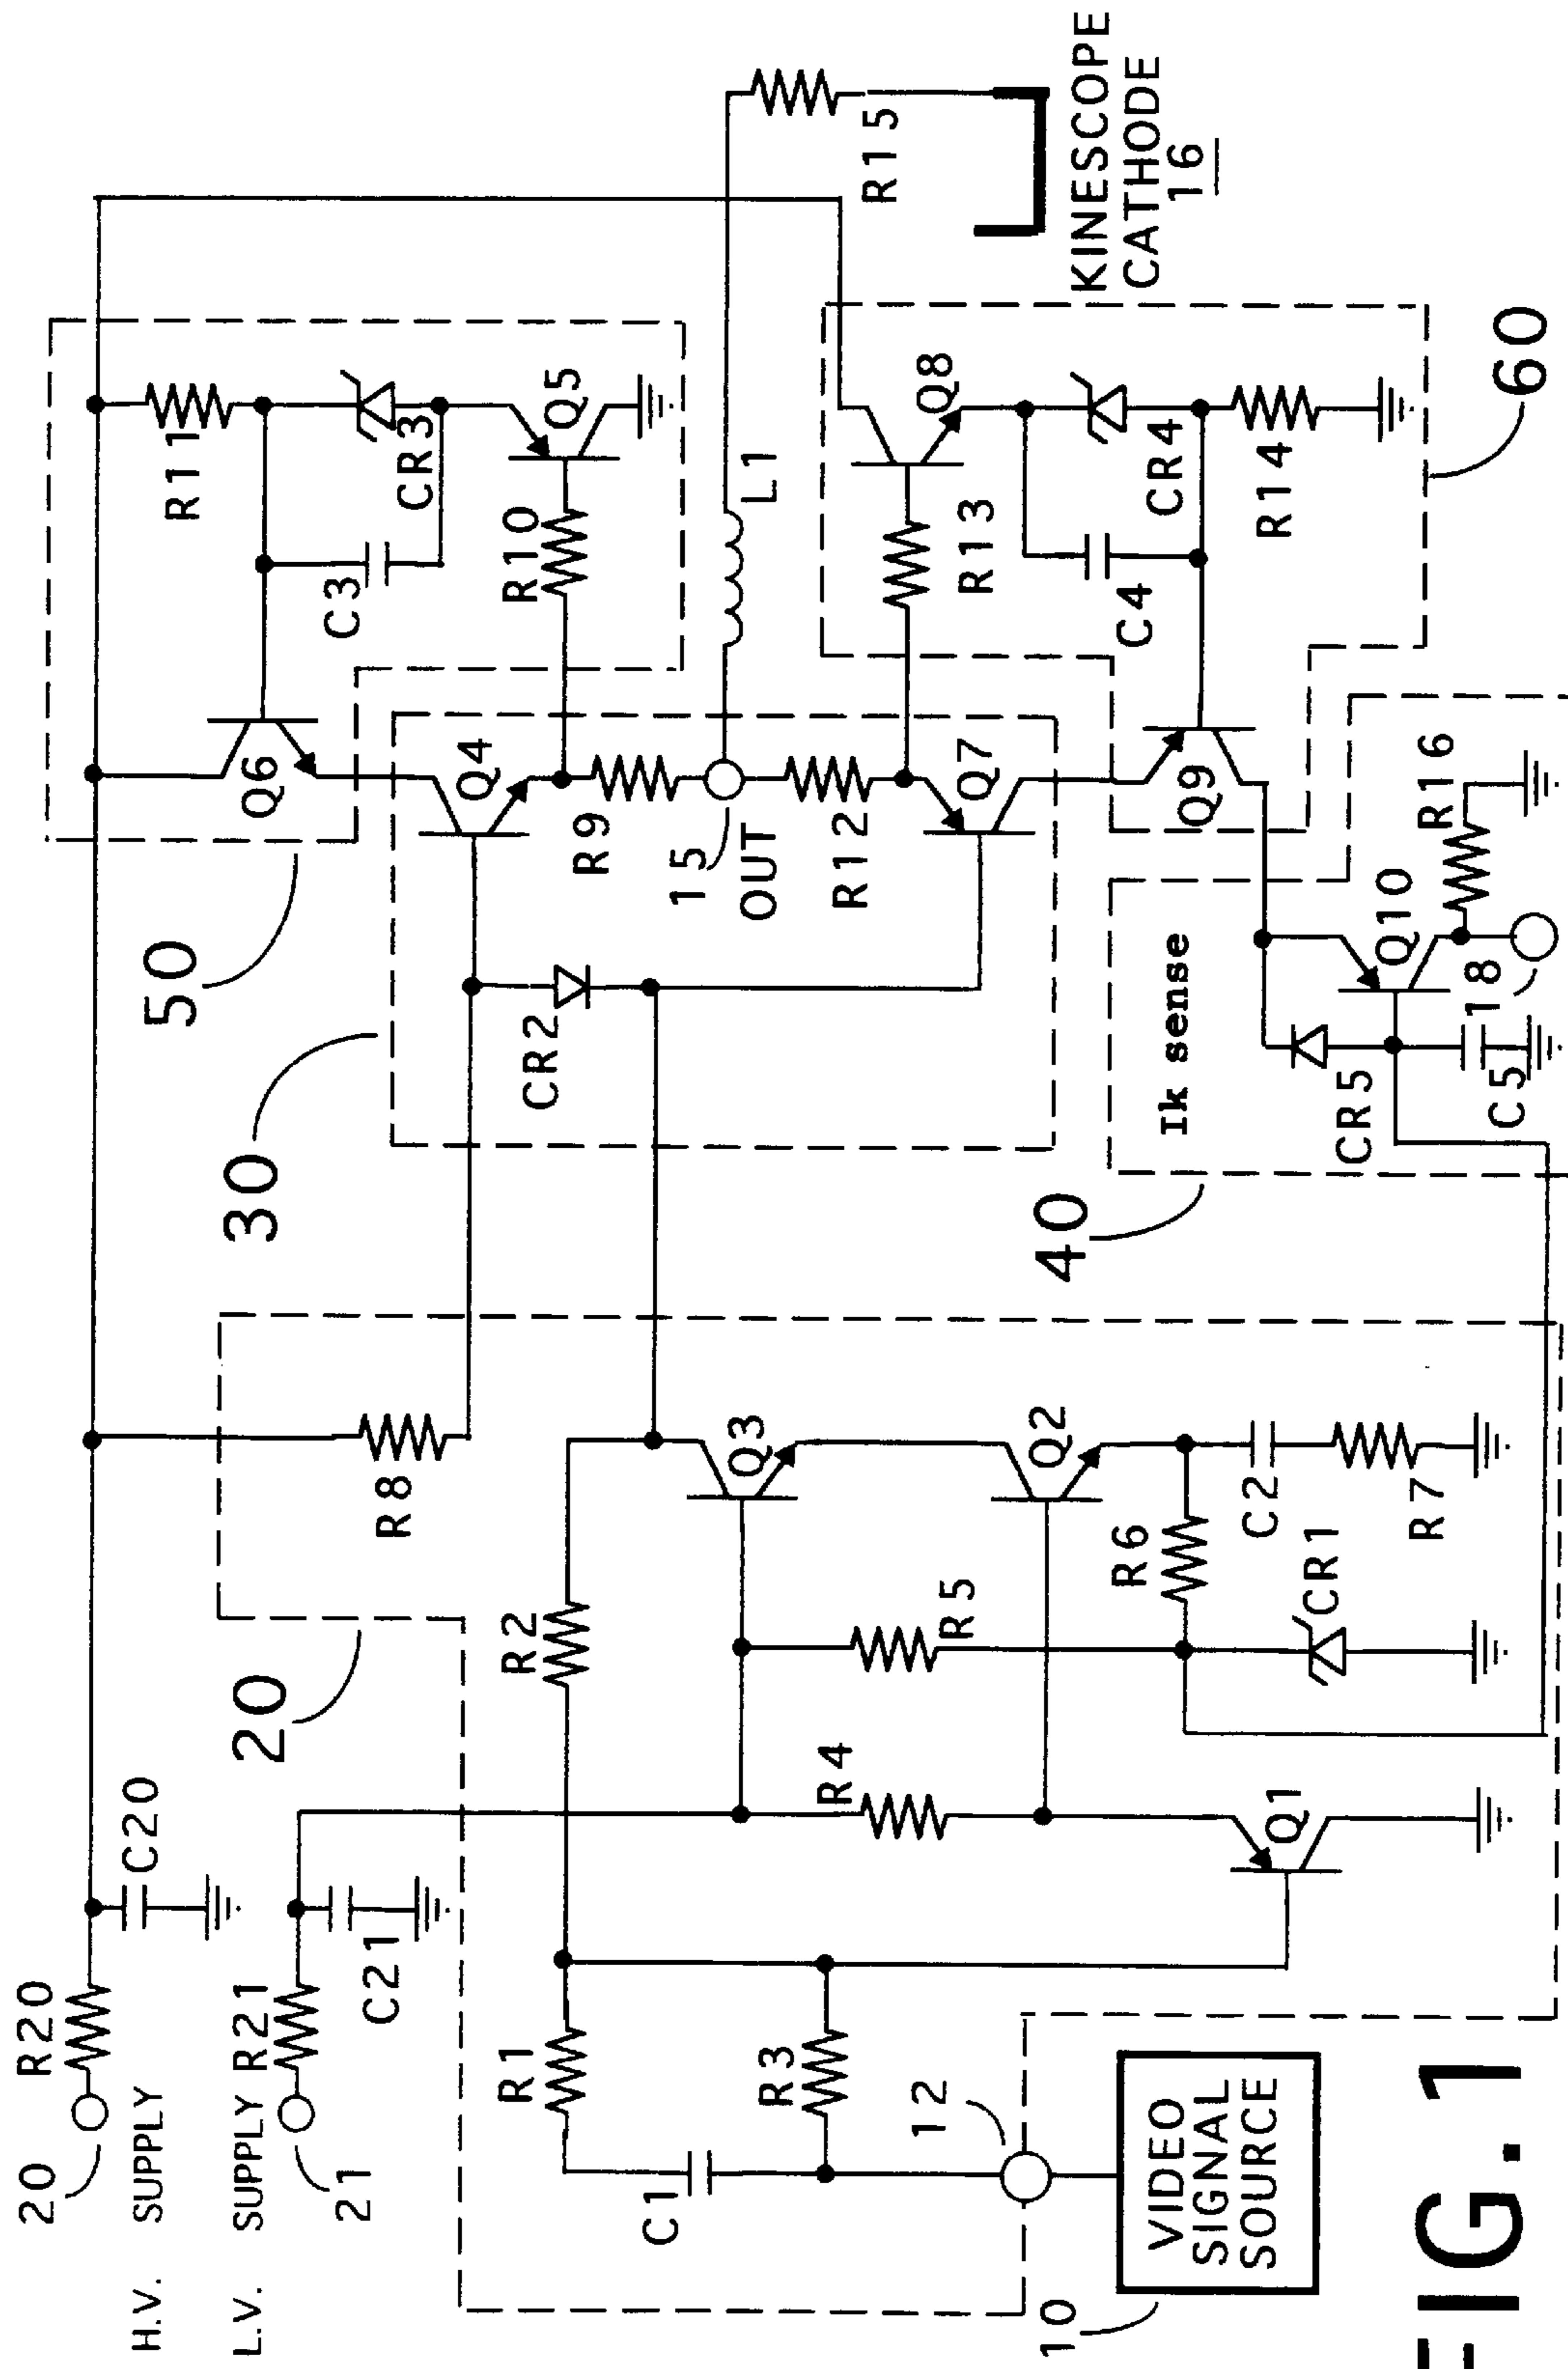 20
R20
H.V. SUPPLY
C20
L.V. SUPPLY
R21
21
C21
20
R8
R1
C1
R3
12
10
VIDEO
SIGNAL
SOURCE
R2
R4
R5
Q3
Q2
Q1
R6
C2
R7
CR1
30
CR2
50
Q6
R11
C3
CR3
Q5
R10
Q4
R9
15
OUT
R12
Q7
L1
R15
KINESCOPE
CATHODE
16
R13
Q8
C4
CR4
R14
60
Q9
40
Ik sense
Q10
R16
CR5
C5
18
FIG. 1